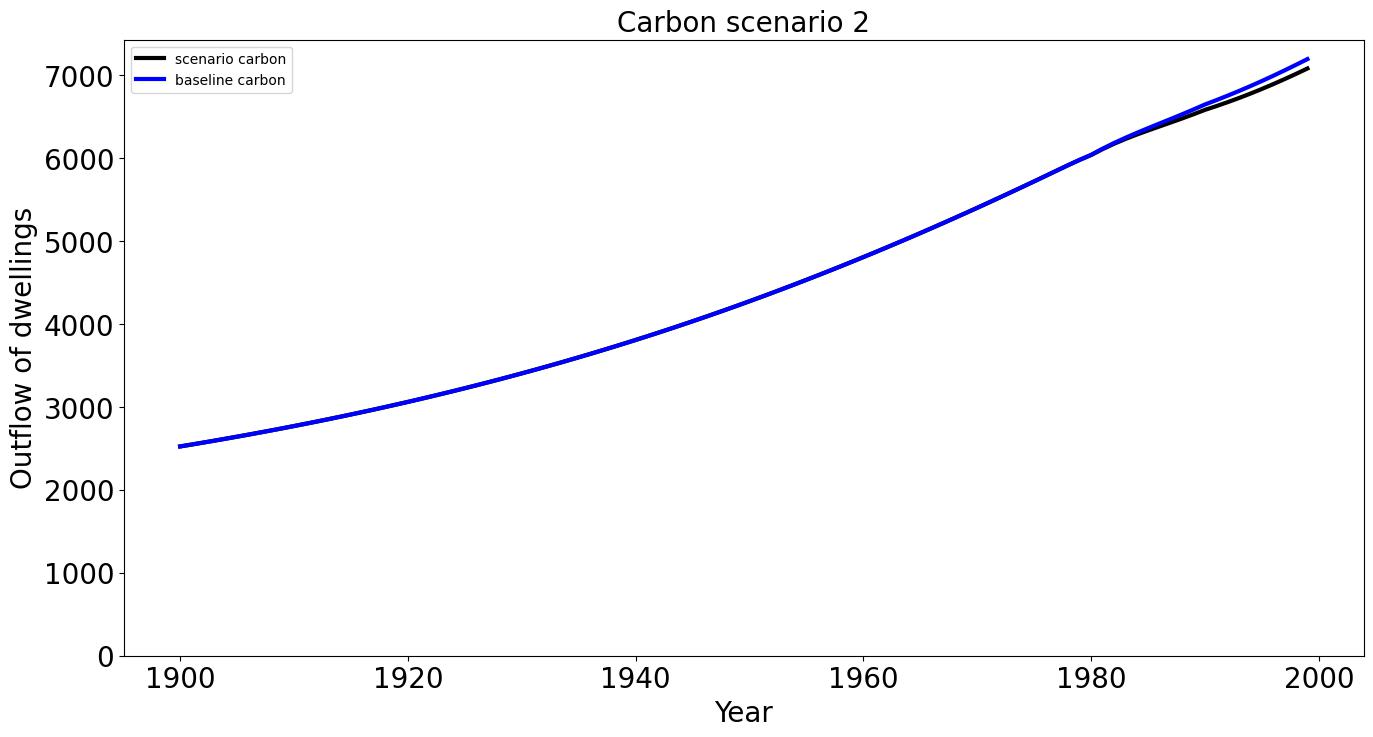 Carbon scenario 2
scenario carbon
baseline carbon
7000
6000
5000
4000
3000
2000
1000
0
Outflow of dwellings
1900 1920 1940 1960 1980 2000
Year